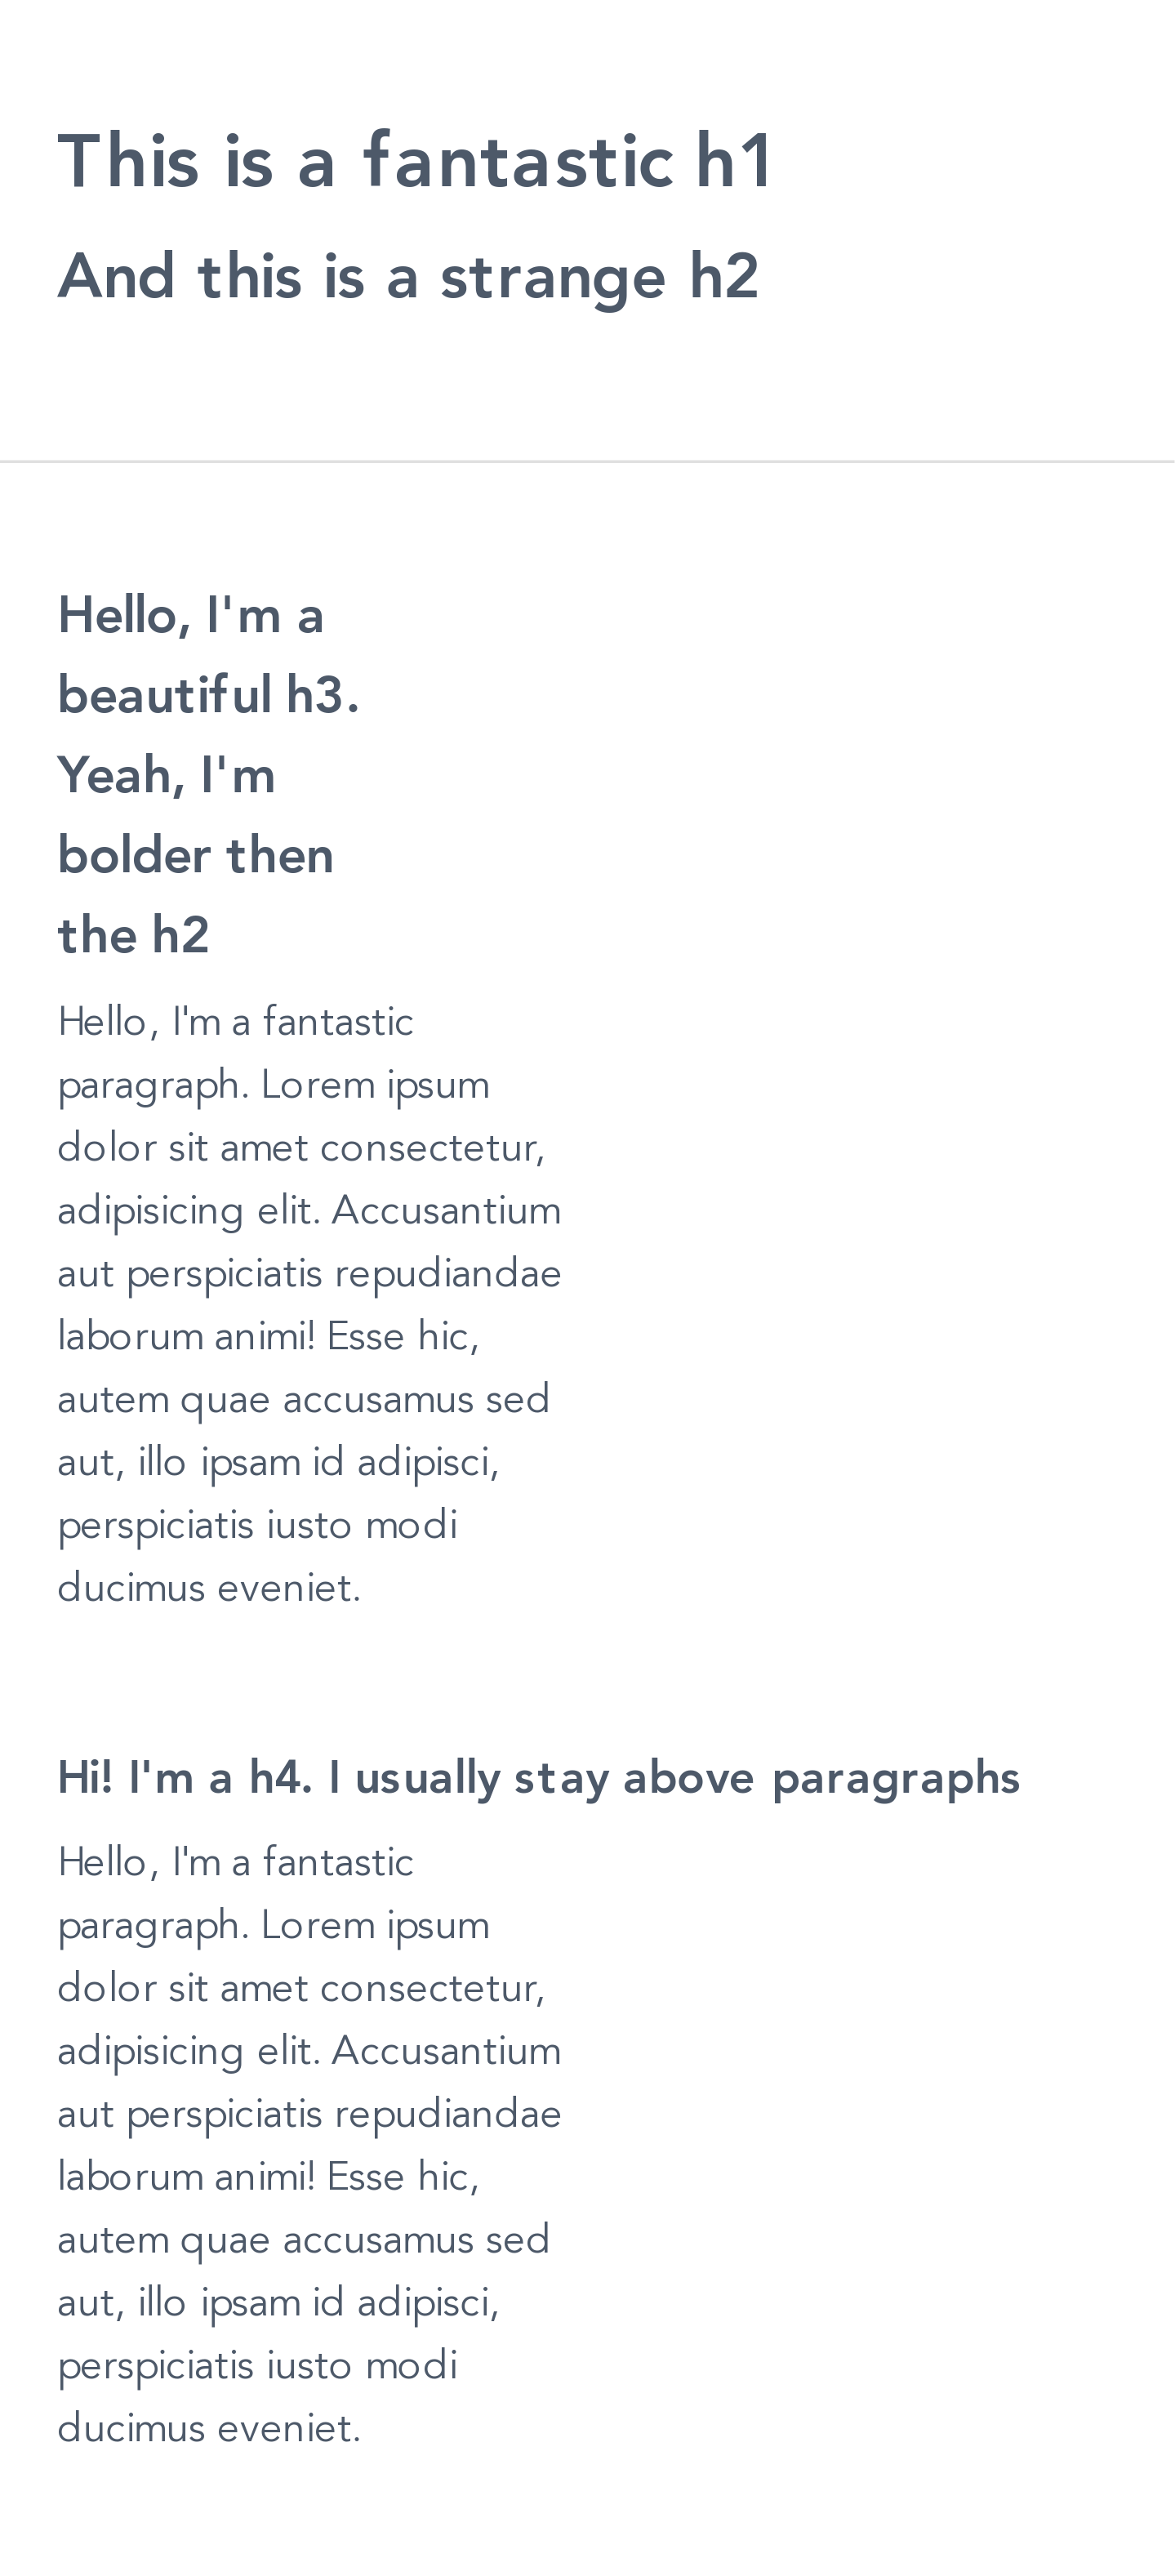 This is a fantastic h1
And this is a strange h2
Hello, I'm a
beautiful h3.
Yeah, I'm
bolder then
the h2
Hello, I'm a fantastic
paragraph. Lorem ipsum
dolor sit amet consectetur,
adipisicing elit. Accusantium
aut perspiciatis repudiandae
laborum animi! Esse hic,
autem quae accusamus sed
aut, illo ipsam id adipisci,
perspiciatis iusto modi
ducimus eveniet.
Hi! I'm a h4. I usually stay above paragraphs
Hello, I'm a fantastic
paragraph. Lorem ipsum
dolor sit amet consectetur,
adipisicing elit. Accusantium
aut perspiciatis repudiandae
laborum animi! Esse hic,
autem quae accusamus sed
aut, illo ipsam id adipisci,
perspiciatis iusto modi
ducimus eveniet.